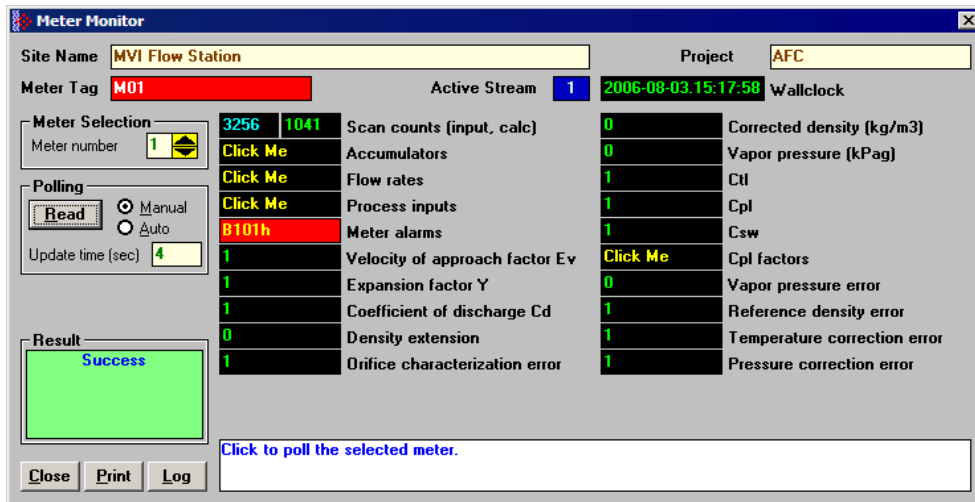 Meter Monitor
Site Name MVI Flow Station Project AFC
Meter Tag M01 Active Stream 1 2006-08-03.15:17:58 Wallclock
Meter Selection
Meter number 1
Polling
Read Manual
Auto
Update time (sec) 4
Result
Success
3256 1041 Scan counts (input, calc)
Click Me Accumulators
Click Me Flow rates
Click Me Process inputs
B101h Meter alarms
1 Velocity of approach factor Ev
1 Expansion factor Y
1 Coefficient of discharge Cd
0 Density extension
1 Orifice characterization error
0 Corrected density (kg/m3)
0 Vapor pressure (kPag)
1 Ctl
1 Cpl
1 Csw
Click Me Cpl factors
0 Vapor pressure error
1 Reference density error
1 Temperature correction error
1 Pressure correction error
Click to poll the selected meter.
Close Print Log